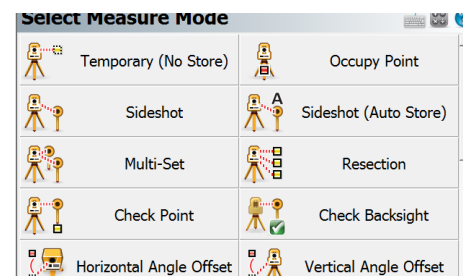 Select Measure Mode
Temporary (No Store)
Occupy Point
Sideshot
A
Sideshot (Auto Store)
Multi-Set
Resection
Check Point
Check Backsight
Horizontal Angle Offset
Vertical Angle Offset